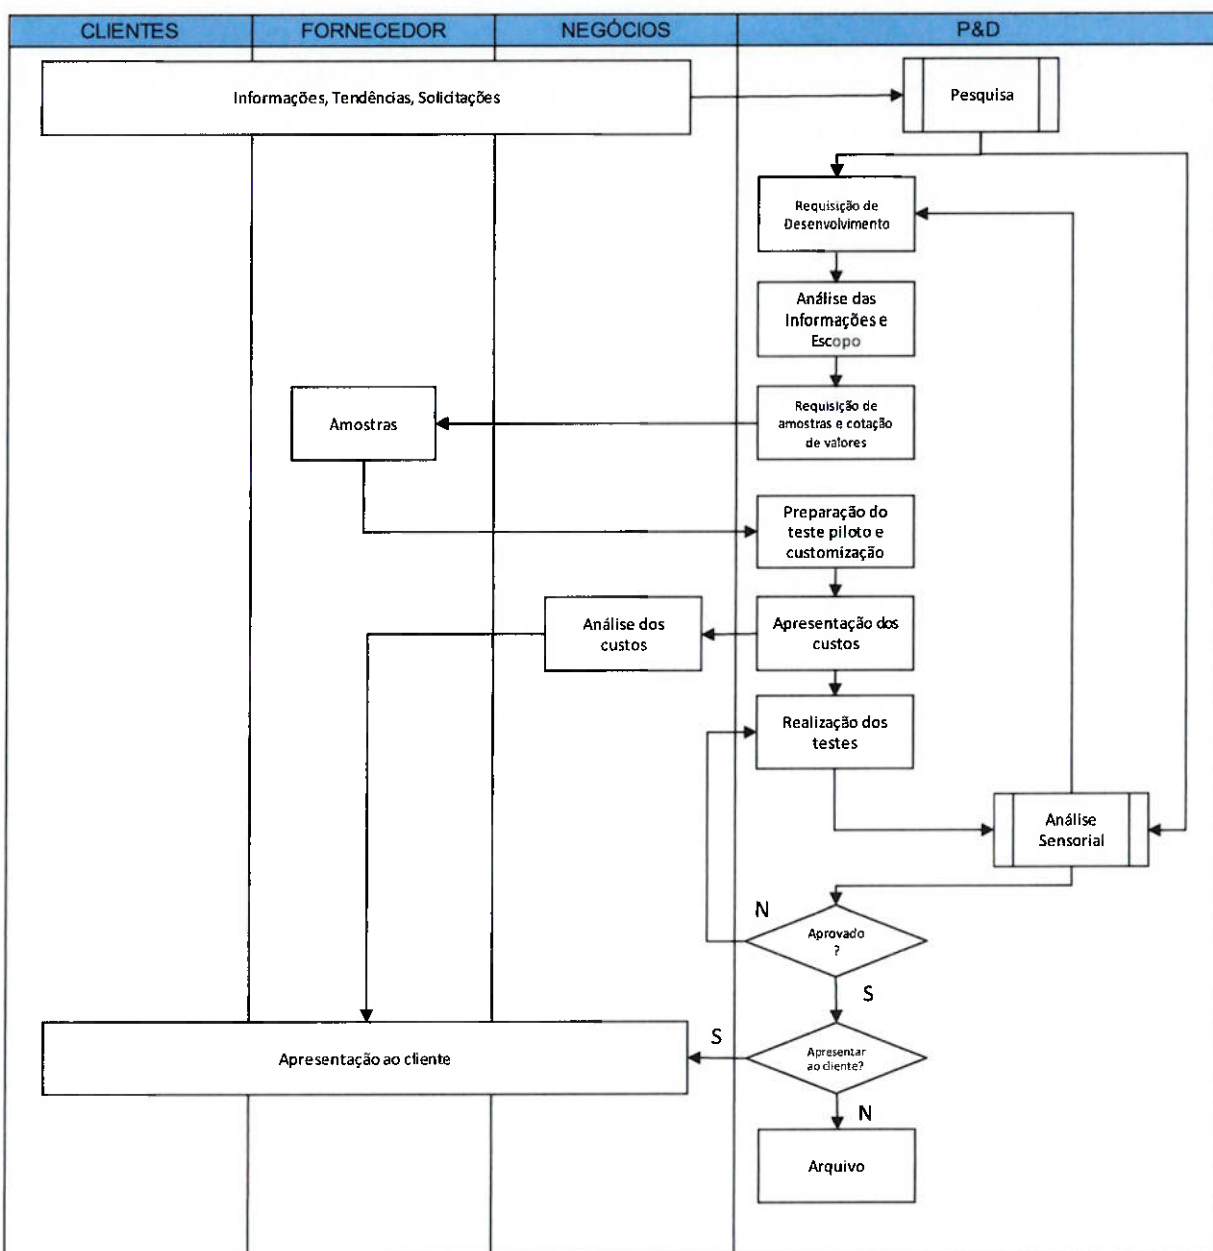 CLIENTES
FORNECEDOR
NEGÓCIOS
P&D
Informações, Tendências, Solicitações
Pesquisa
Requisição de
Desenvolvimento
Análise das
Informações e
Escopo
Amostras
Requisição de
amostras e cotação
de valores
Preparação do
teste piloto e
customização
Análise dos
custos
Apresentação dos
custos
Realização dos
testes
Análise
Sensorial
N
Aprovado
?
S
Apresentação ao cliente
S
Apresentar
ao cliente?
N
Arquivo